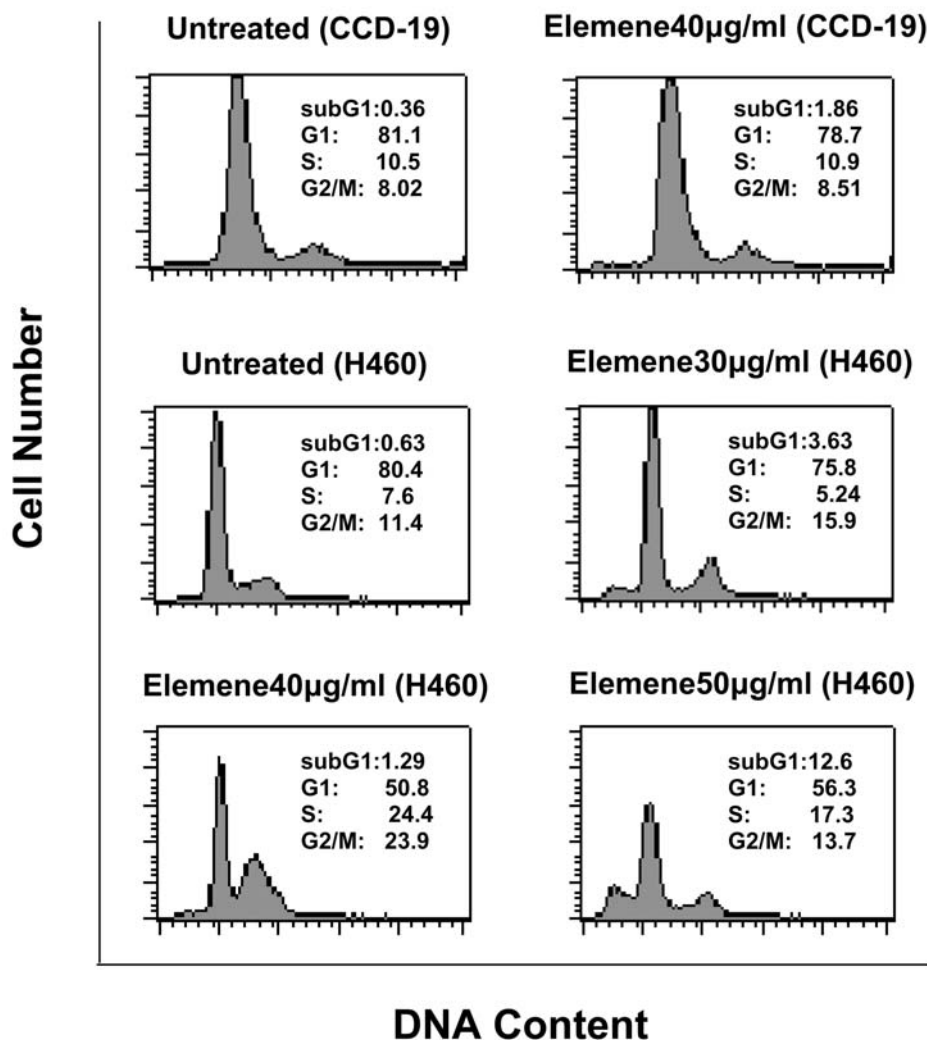 Untreated (CCD-19)
subG1:0.36
G1: 81.1
S: 10.5
G2/M: 8.02
Elemene40µg/ml (CCD-19)
subG1:1.86
G1: 78.7
S: 10.9
G2/M: 8.51
Untreated (H460)
subG1:0.63
G1: 80.4
S: 7.6
G2/M: 11.4
Elemene30µg/ml (H460)
subG1:3.63
G1: 75.8
S: 5.24
G2/M: 15.9
Elemene40µg/ml (H460)
subG1:1.29
G1: 50.8
S: 24.4
G2/M: 23.9
Elemene50µg/ml (H460)
subG1:12.6
G1: 56.3
S: 17.3
G2/M: 13.7
Cell Number
DNA Content